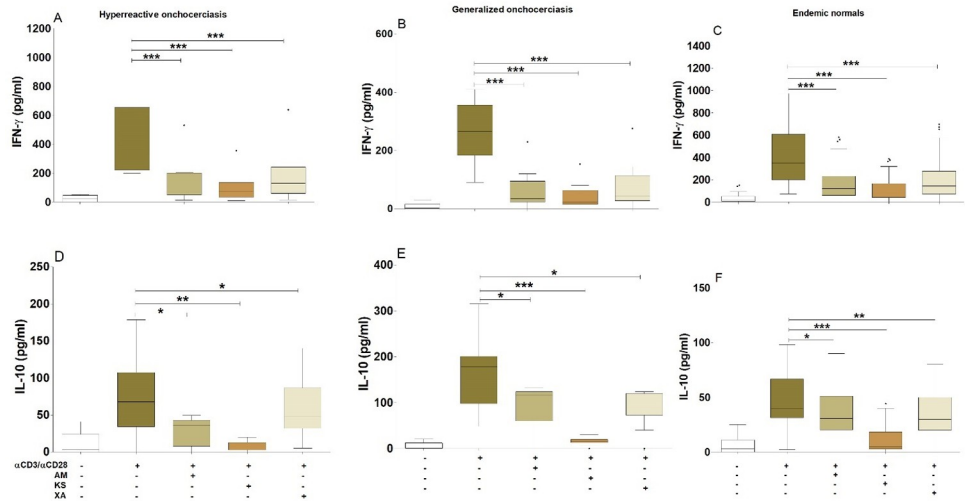 Hyperreactive onchocerciasis
Generalized onchocerciasis
Endemic normals
A
IFN-γ (pg/ml)
1200
1000
800
600
400
200
0
***
***
***
B
IFN-γ (pg/ml)
600
400
200
0
***
***
***
C
IFN-γ (pg/ml)
1400
1200
1000
800
600
400
200
0
***
***
***
D
IL-10 (pg/ml)
250
200
150
100
50
0
*
**
*
E
IL-10 (pg/ml)
400
300
200
100
0
*
***
*
F
IL-10 (pg/ml)
150
100
50
0
**
***
*
αCD3/αCD28 - + + + +
AM - - + - -
KS - - - + -
XA - - - - +
- + + + +
- - + - -
- - - + -
- - - - +
- + + + +
- - + - -
- - - + -
- - - - +